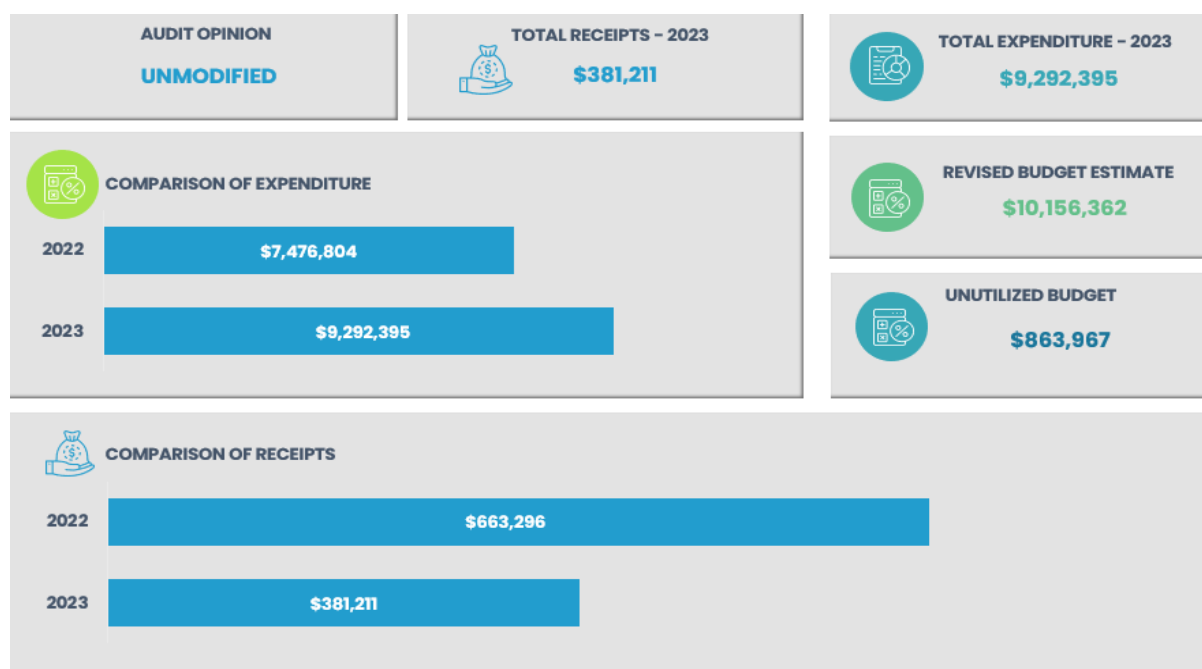 AUDIT OPINION
UNMODIFIED
TOTAL RECEIPTS - 2023
$381,211
TOTAL EXPENDITURE - 2023
$9,292,395
COMPARISON OF EXPENDITURE
2022
$7,476,804
2023
$9,292,395
REVISED BUDGET ESTIMATE
$10,156,362
UNUTILIZED BUDGET
$863,967
COMPARISON OF RECEIPTS
2022
$663,296
2023
$381,211